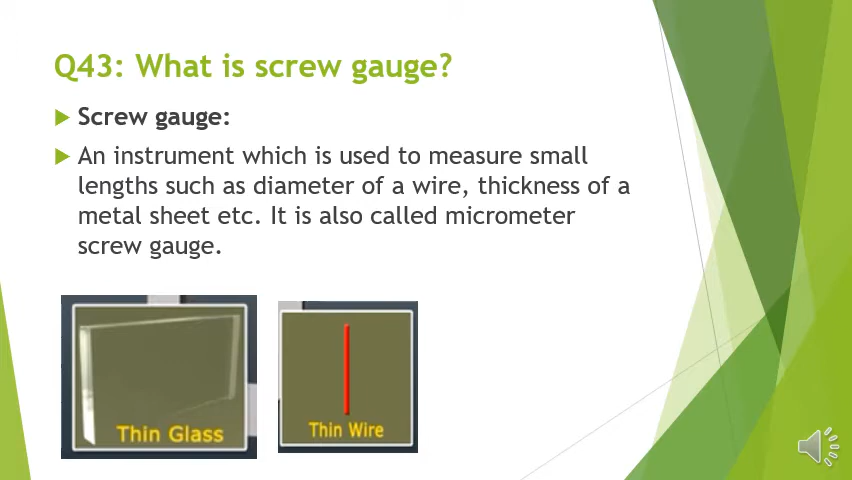 Q43: What is screw gauge?
Screw gauge:
An instrument which is used to measure small
lengths such as diameter of a wire, thickness of a
metal sheet etc. It is also called micrometer
screw gauge.
Thin Glass
Thin Wire